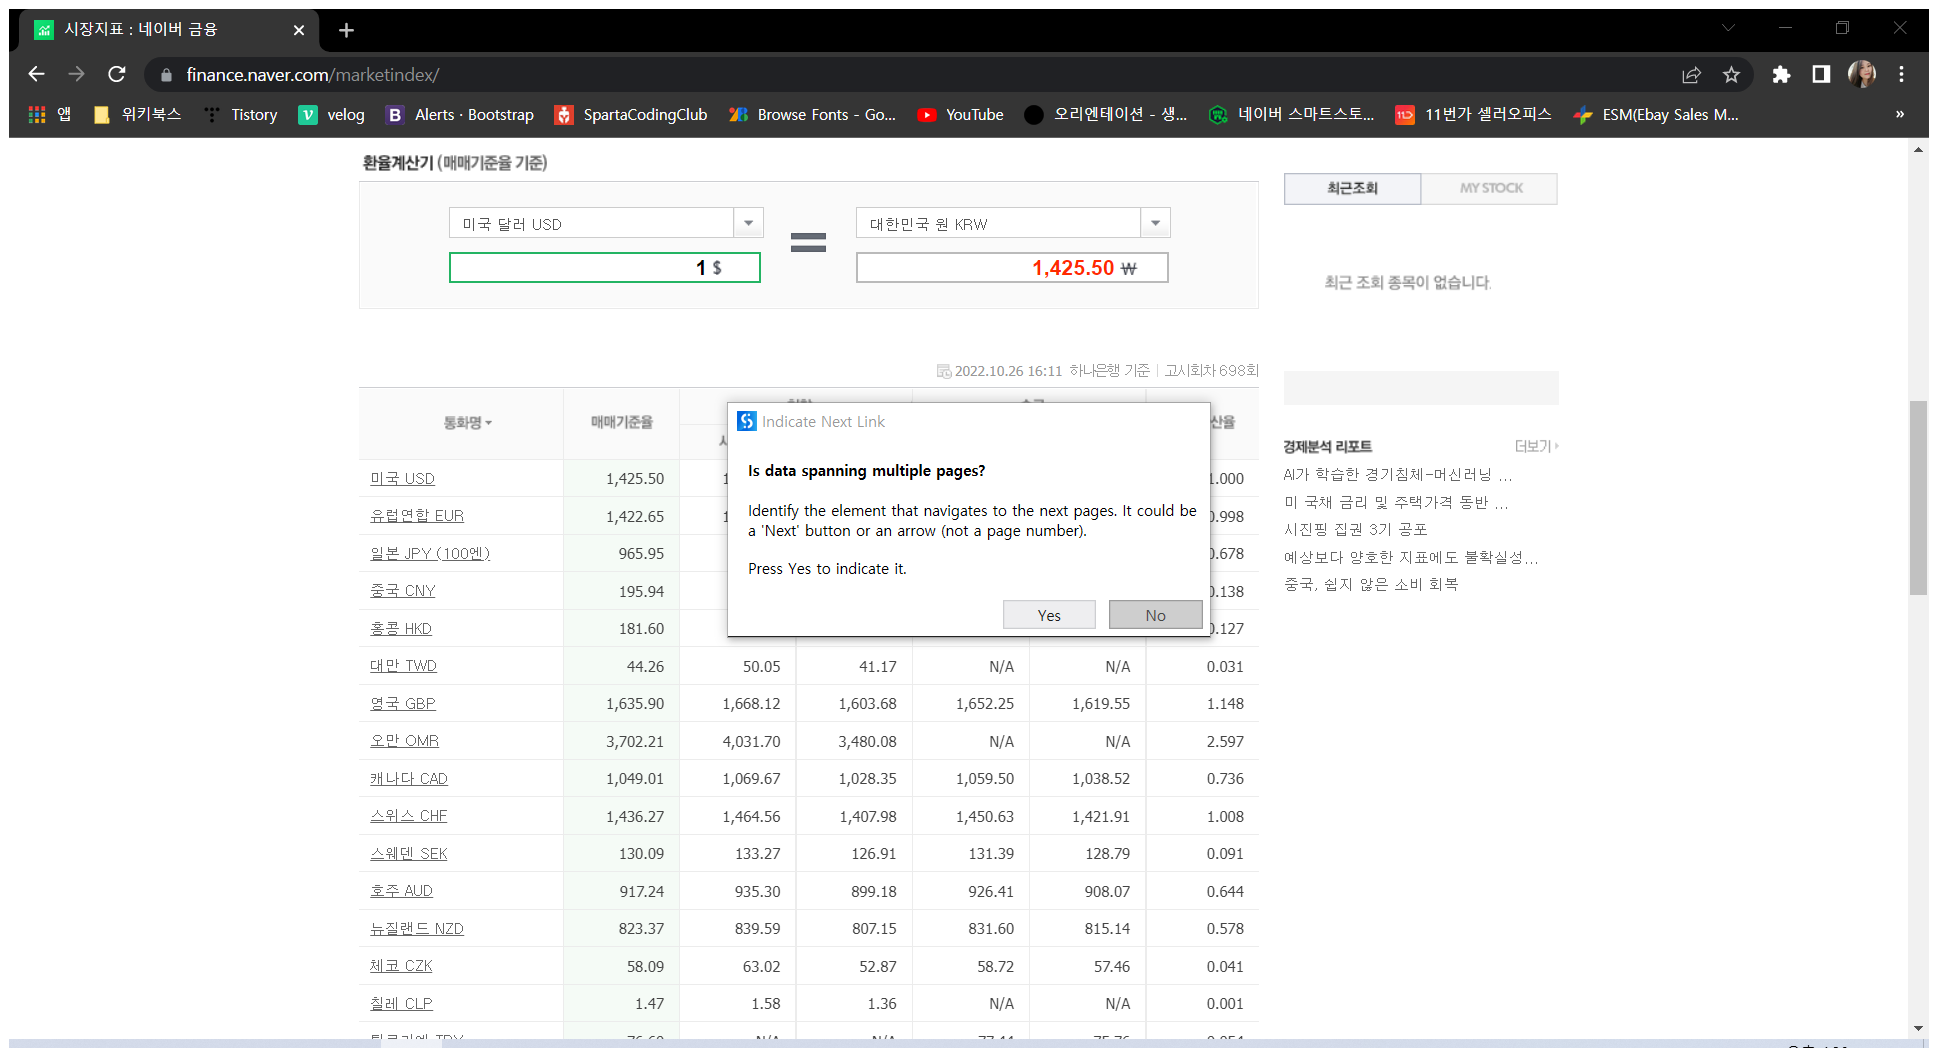 시장지표 : 네이버 금융
finance.naver.com/marketindex/
앱 위키북스 Tistory velog Alerts · Bootstrap SpartaCodingClub Browse Fonts - Go... YouTube 오리엔테이션 - 생... 네이버 스마트스토... 11번가 셀러오피스 ESM(Ebay Sales M... »
환율계산기 (매매기준율 기준)
최근조회 MY STOCK
미국 달러 USD 대한민국 원 KRW
1 $ 1,425.50 ₩
최근 조회 종목이 없습니다.
2022.10.26 16:11 하나은행 기준 | 고시회차 698회
통화명 매매기준율 산율
Indicate Next Link
Is data spanning multiple pages?
Identify the element that navigates to the next pages. It could be
a 'Next' button or an arrow (not a page number).
Press Yes to indicate it.
Yes No
경제분석 리포트 더보기
AI가 학습한 경기침체-머신러닝 ...
미 국채 금리 및 주택가격 동반 ...
시진핑 집권 3기 공포
예상보다 양호한 지표에도 불확실성...
중국, 쉽지 않은 소비 회복
미국 USD 1,425.50 1.000
유럽연합 EUR 1,422.65 0.998
일본 JPY (100엔) 965.95 0.678
중국 CNY 195.94 0.138
홍콩 HKD 181.60 0.127
대만 TWD 44.26 50.05 41.17 N/A N/A 0.031
영국 GBP 1,635.90 1,668.12 1,603.68 1,652.25 1,619.55 1.148
오만 OMR 3,702.21 4,031.70 3,480.08 N/A N/A 2.597
캐나다 CAD 1,049.01 1,069.67 1,028.35 1,059.50 1,038.52 0.736
스위스 CHF 1,436.27 1,464.56 1,407.98 1,450.63 1,421.91 1.008
스웨덴 SEK 130.09 133.27 126.91 131.39 128.79 0.091
호주 AUD 917.24 935.30 899.18 926.41 908.07 0.644
뉴질랜드 NZD 823.37 839.59 807.15 831.60 815.14 0.578
체코 CZK 58.09 63.02 52.87 58.72 57.46 0.041
칠레 CLP 1.47 1.58 1.36 N/A N/A 0.001